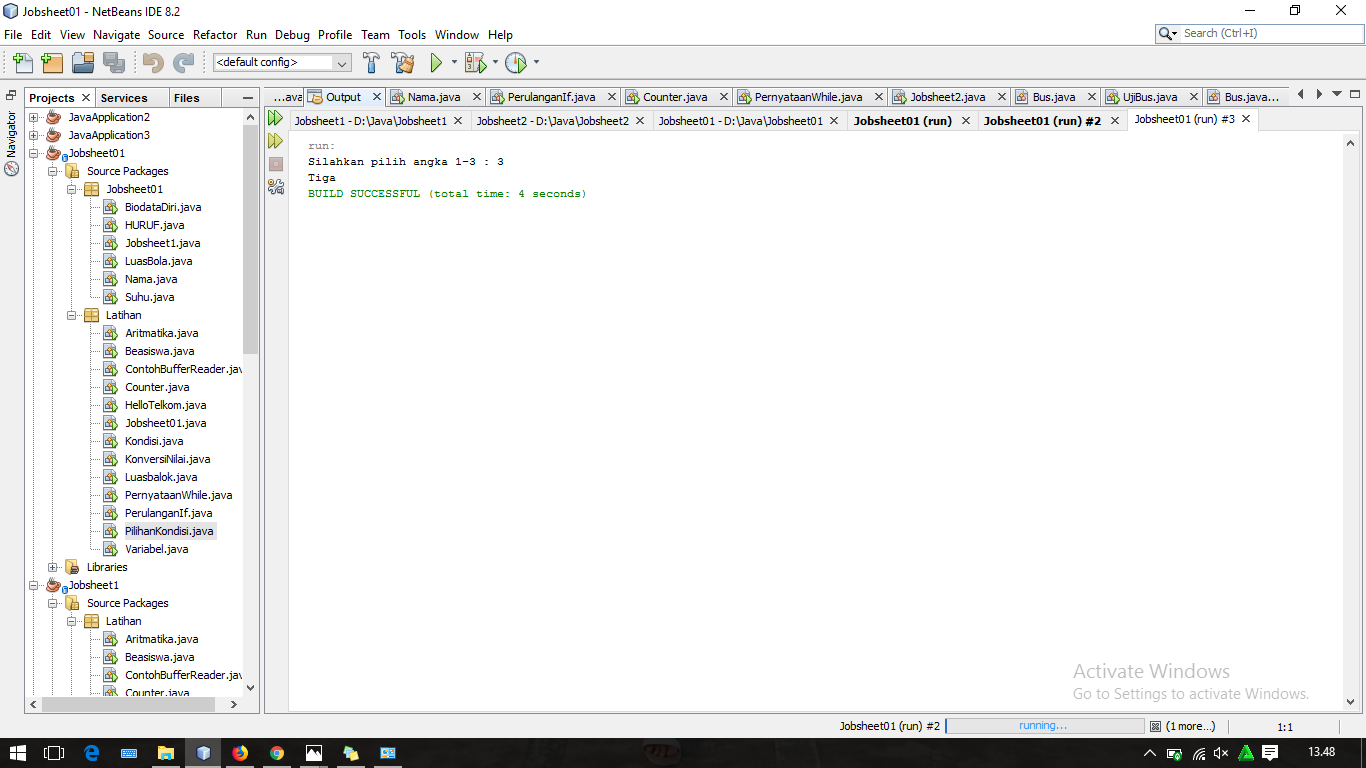 Jobsheet01 - NetBeans IDE 8.2
File Edit View Navigate Source Refactor Run Debug Profile Team Tools Window Help
Search (Ctrl+I)
<default config>
Projects Services Files
...ava Output Nama.java PerulanganIf.java Counter.java PernyataanWhile.java Jobsheet2.java Bus.java UjiBus.java Bus.java...
Jobsheet1 - D:\Java\Jobsheet1 Jobsheet2 - D:\Java\Jobsheet2 Jobsheet01 - D:\Java\Jobsheet01 Jobsheet01 (run) Jobsheet01 (run) #2 Jobsheet01 (run) #3
Navigator
JavaApplication2
JavaApplication3
Jobsheet01
Source Packages
Jobsheet01
BiodataDiri.java
HURUF.java
Jobsheet1.java
LuasBola.java
Nama.java
Suhu.java
Latihan
Aritmatika.java
Beasiswa.java
ContohBufferReader.jav
Counter.java
HelloTelkom.java
Jobsheet01.java
Kondisi.java
KonversiNilai.java
Luasbalok.java
PernyataanWhile.java
PerulanganIf.java
PilihanKondisi.java
Variabel.java
Libraries
Jobsheet1
Source Packages
Latihan
Aritmatika.java
Beasiswa.java
ContohBufferReader.jav
Counter.java
run:
Silahkan pilih angka 1-3 : 3
Tiga
BUILD SUCCESSFUL (total time: 4 seconds)
Activate Windows
Go to Settings to activate Windows.
Jobsheet01 (run) #2 running... (1 more...) 1:1
13.48